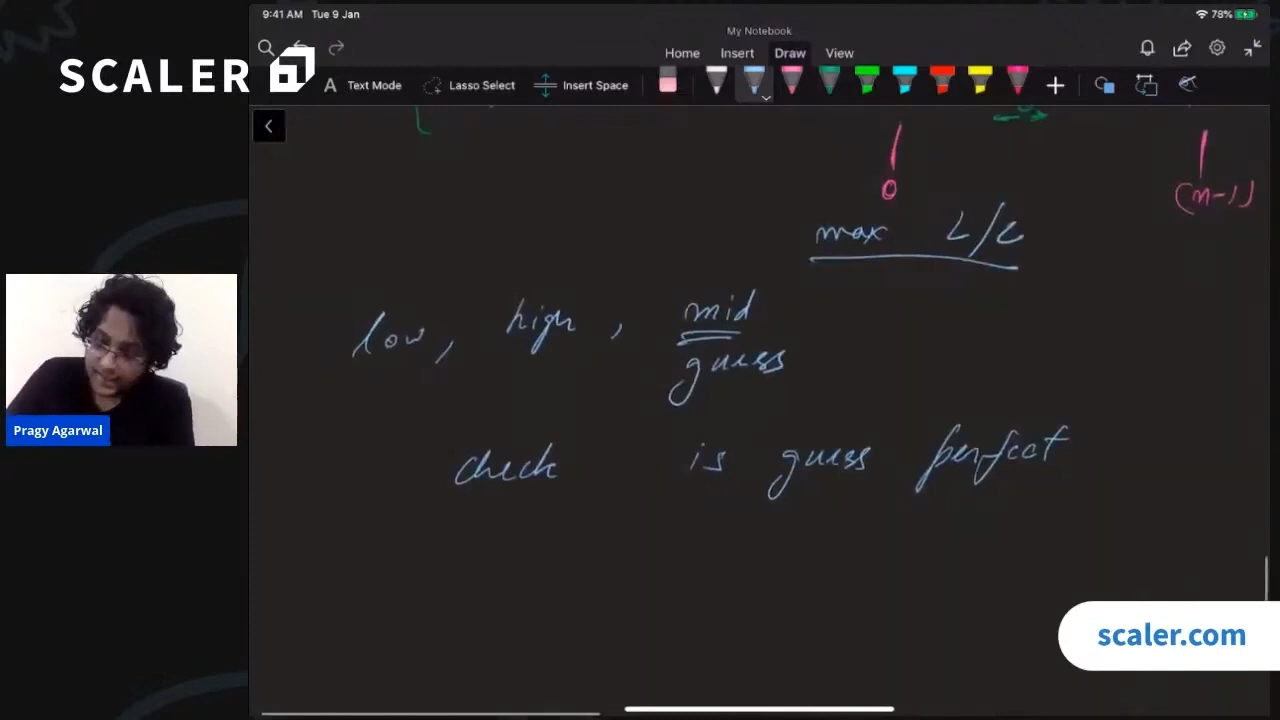 9:41 AM Tue 9 Jan
78%
My Notebook
Home Insert Draw View
SCALER
Text Mode Lasso Select Insert Space
0
(n-1)
max L/C
low, high, mid
guess
check is guess perfect
Pragy Agarwal
scaler.com